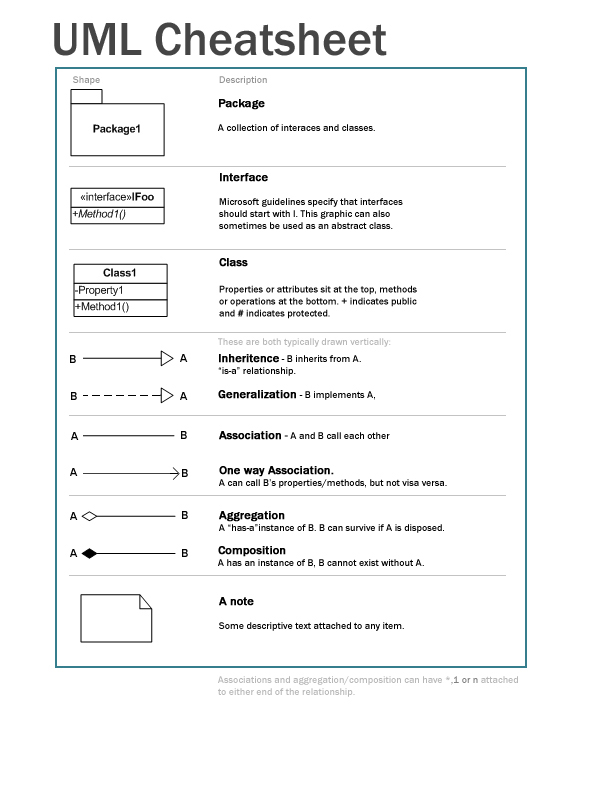 UML Cheatsheet
Shape Description
Package1
Package
A collection of interaces and classes.
«interface»IFoo
+Method1()
Interface
Microsoft guidelines specify that interfaces
should start with I. This graphic can also
sometimes be used as an abstract class.
Class1
-Property1
+Method1()
Class
Properties or attributes sit at the top, methods
or operations at the bottom. + indicates public
and # indicates protected.
These are both typically drawn vertically:
B A
Inheritence - B inherits from A.
“is-a” relationship.
B A
Generalization - B implements A,
A B
Association - A and B call each other
A B
One way Association.
A can call B's properties/methods, but not visa versa.
A B
Aggregation
A “has-a”instance of B. B can survive if A is disposed.
A B
Composition
A has an instance of B, B cannot exist without A.
A note
Some descriptive text attached to any item.
Associations and aggregation/composition can have *,1 or n attached
to either end of the relationship.